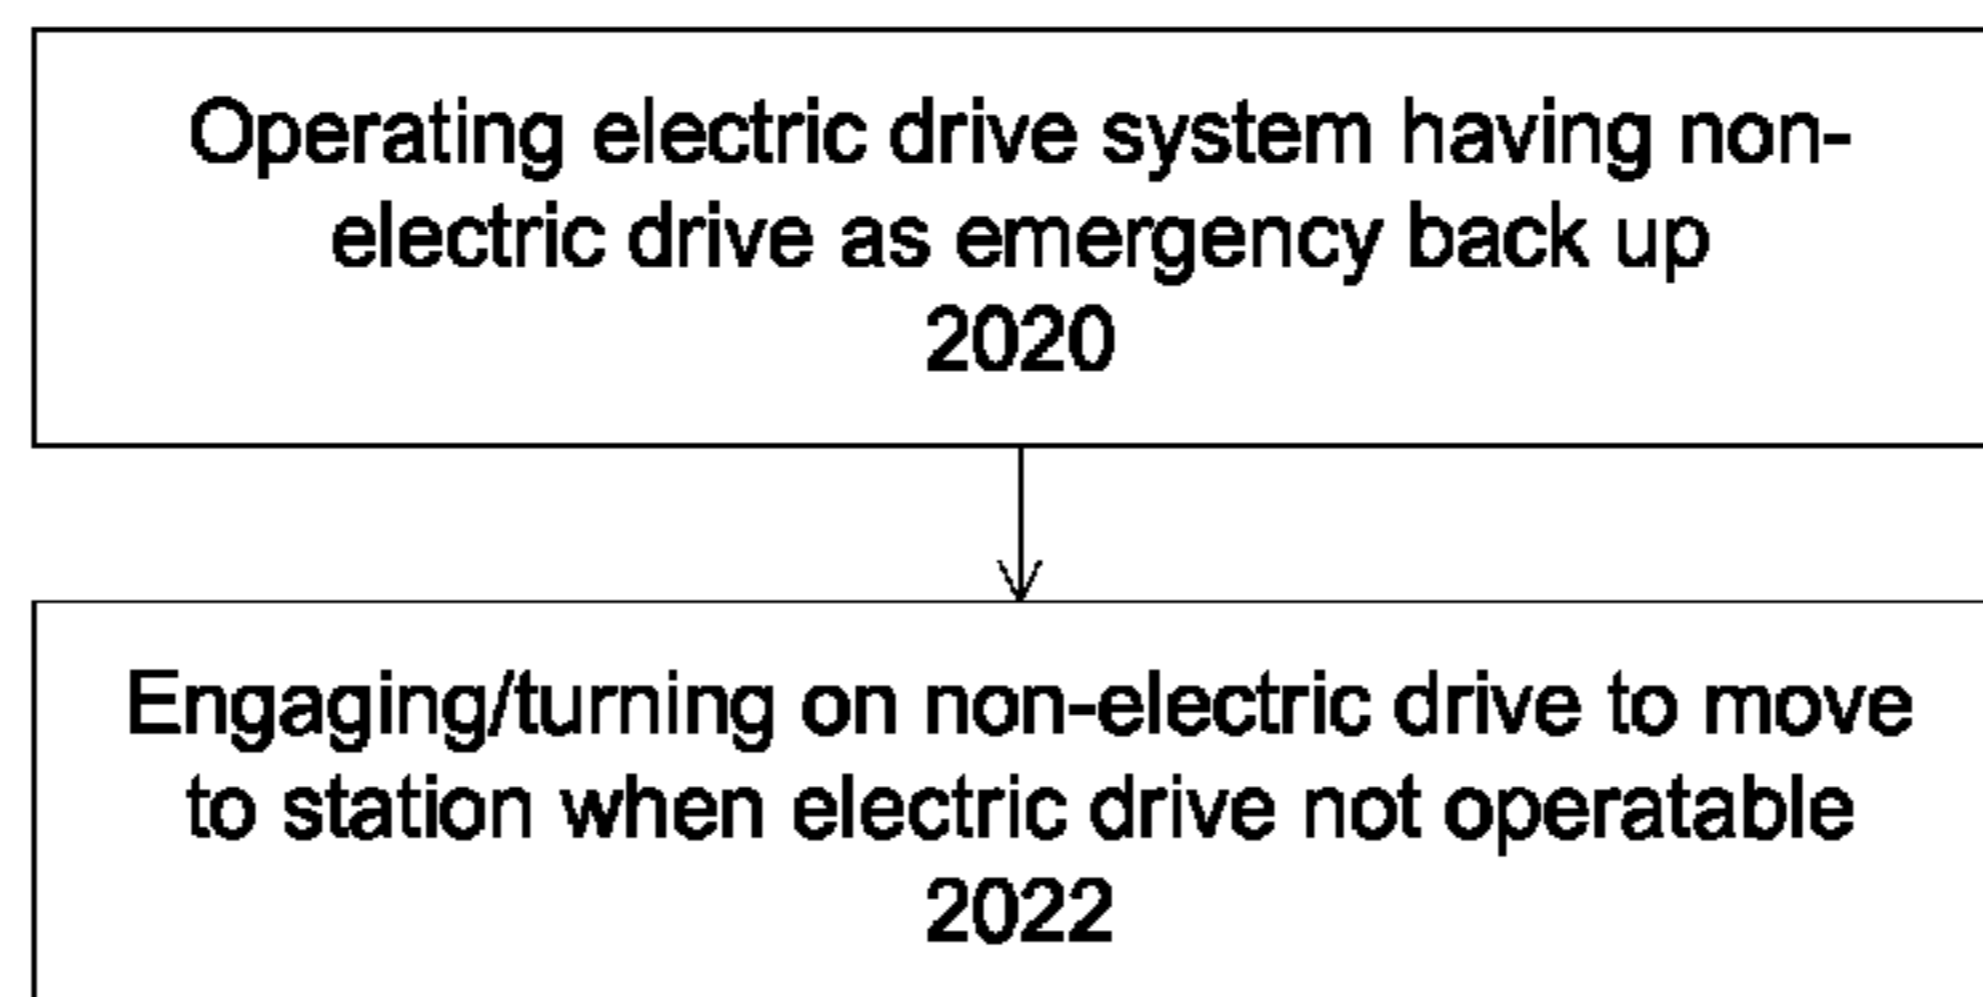 Operating electric drive system having non-
electric drive as emergency back up
2020
Engaging/turning on non-electric drive to move
to station when electric drive not operatable
2022